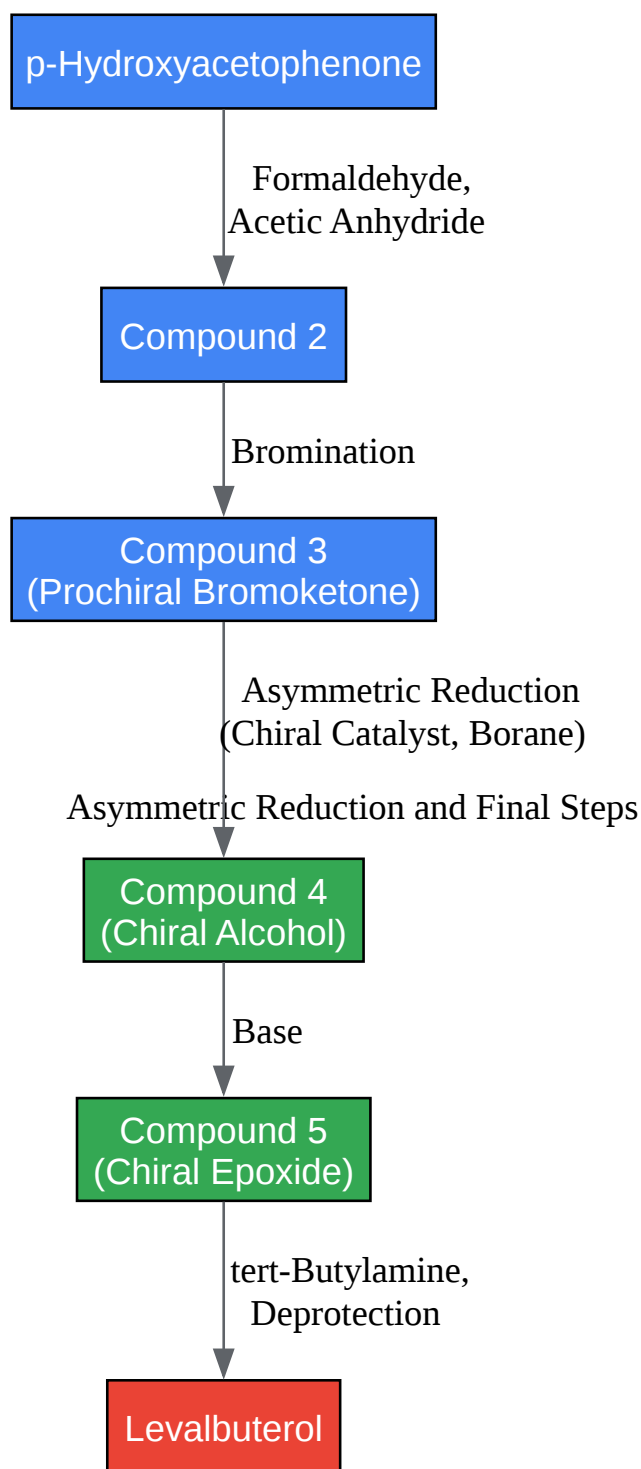 p-Hydroxyacetophenone
Formaldehyde,
Acetic Anhydride
Compound 2
Bromination
Compound 3
(Prochiral Bromoketone)
Asymmetric Reduction
(Chiral Catalyst, Borane)
Asymmetric Reduction and Final Steps
Compound 4
(Chiral Alcohol)
Base
Compound 5
(Chiral Epoxide)
tert-Butylamine,
Deprotection
Levalbuterol